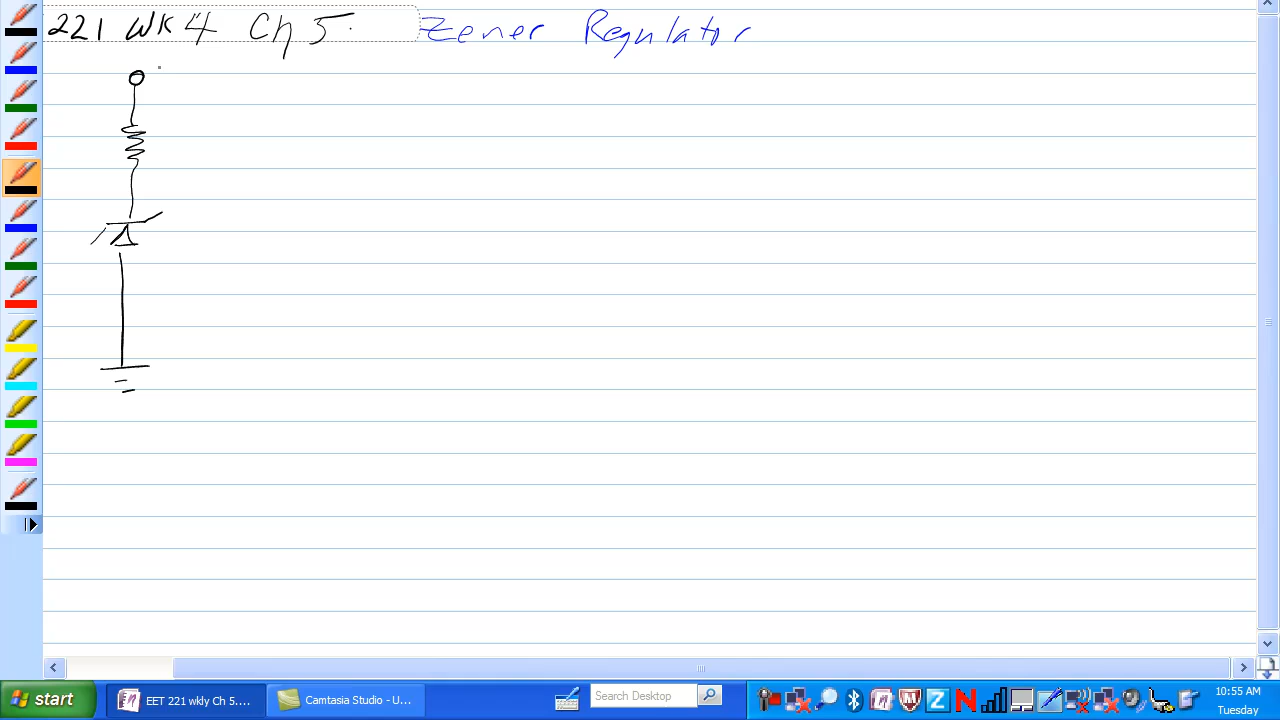 221 WK 4 Ch 5. Zener Regulator
start
EET 221 wkly Ch 5....
Camtasia Studio - U...
Search Desktop
10:55 AM
Tuesday